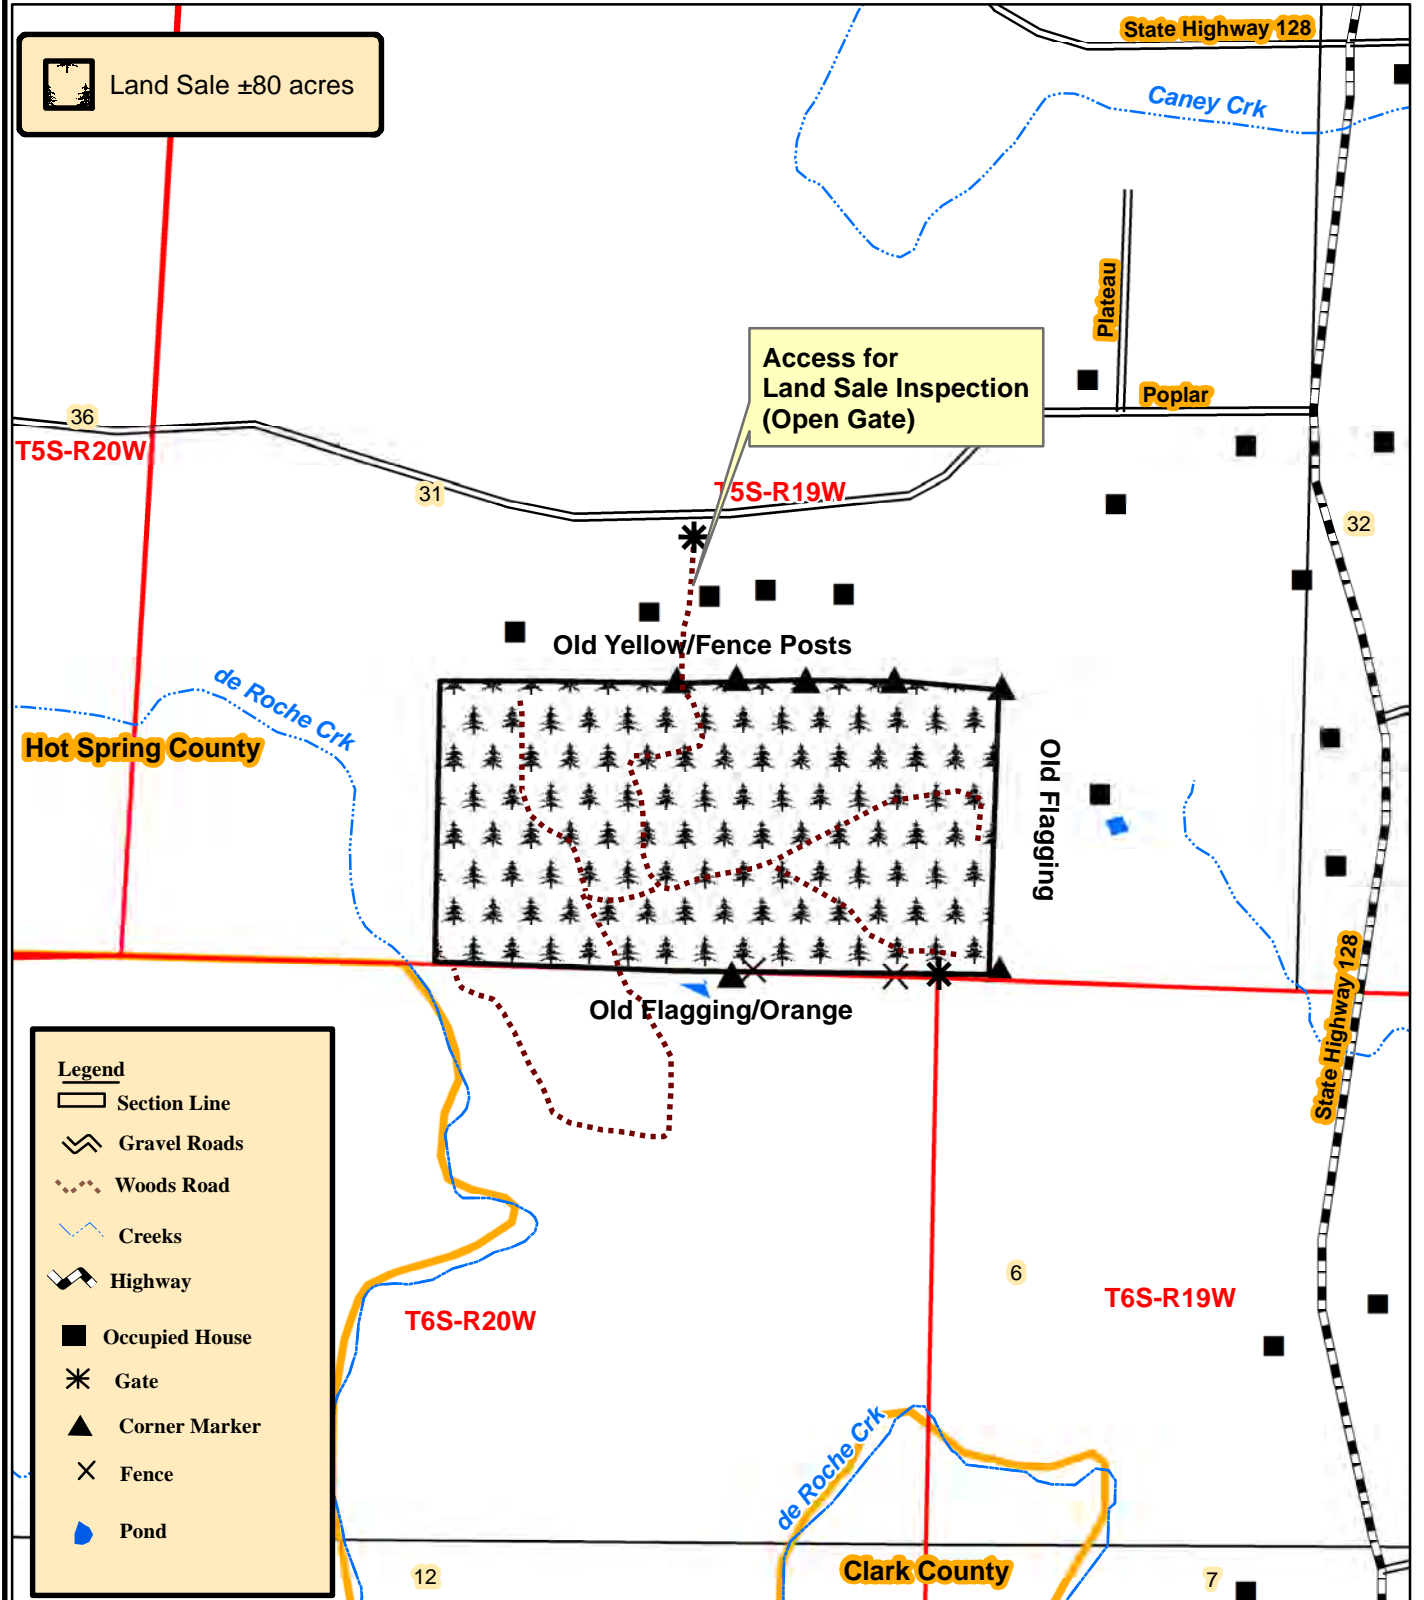 State Highway 128
Land Sale ±80 acres
Caney Crk
Plateau
Access for
Land Sale Inspection
(Open Gate)
Poplar
36
T5S-R20W
31
T5S-R19W
32
Old Yellow/Fence Posts
de Roche Crk
Hot Spring County
Old Flagging
Old Flagging/Orange
State Highway 128
Legend
Section Line
Gravel Roads
Woods Road
Creeks
Highway
Occupied House
Gate
Corner Marker
Fence
Pond
6
T6S-R19W
T6S-R20W
de Roche Crk
Clark County
12
7